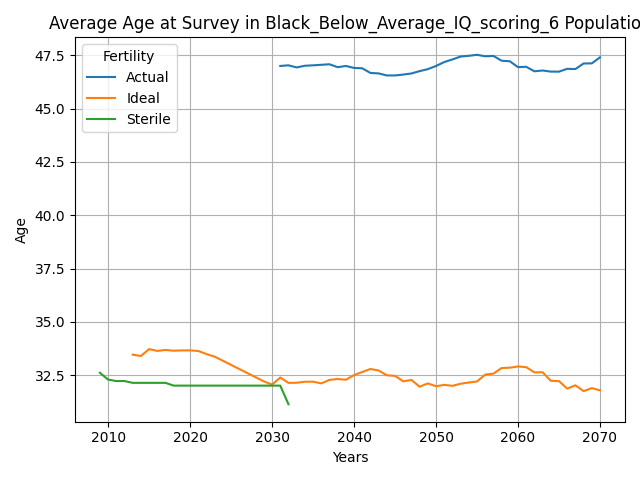 Average Age at Survey in Black_Below_Average_IQ_scoring_6 Populatio
Fertility
Actual
Ideal
Sterile
47.5
45.0
42.5
40.0
37.5
35.0
32.5
Age
2010 2020 2030 2040 2050 2060 2070
Years